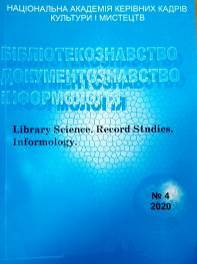 НАЦІОНАЛЬНА АКАДЕМІЯ КЕРІВНИХ КАДРІВ
КУЛЬТУРИ І МИСТЕЦТВ
БІБЛІОТЕКОЗНАВСТВО
ДОКУМЕНТОЗНАВСТВО
ІНФОРМОЛОГІЯ
Library Science. Record Studies.
Informology.
№ 4
2020